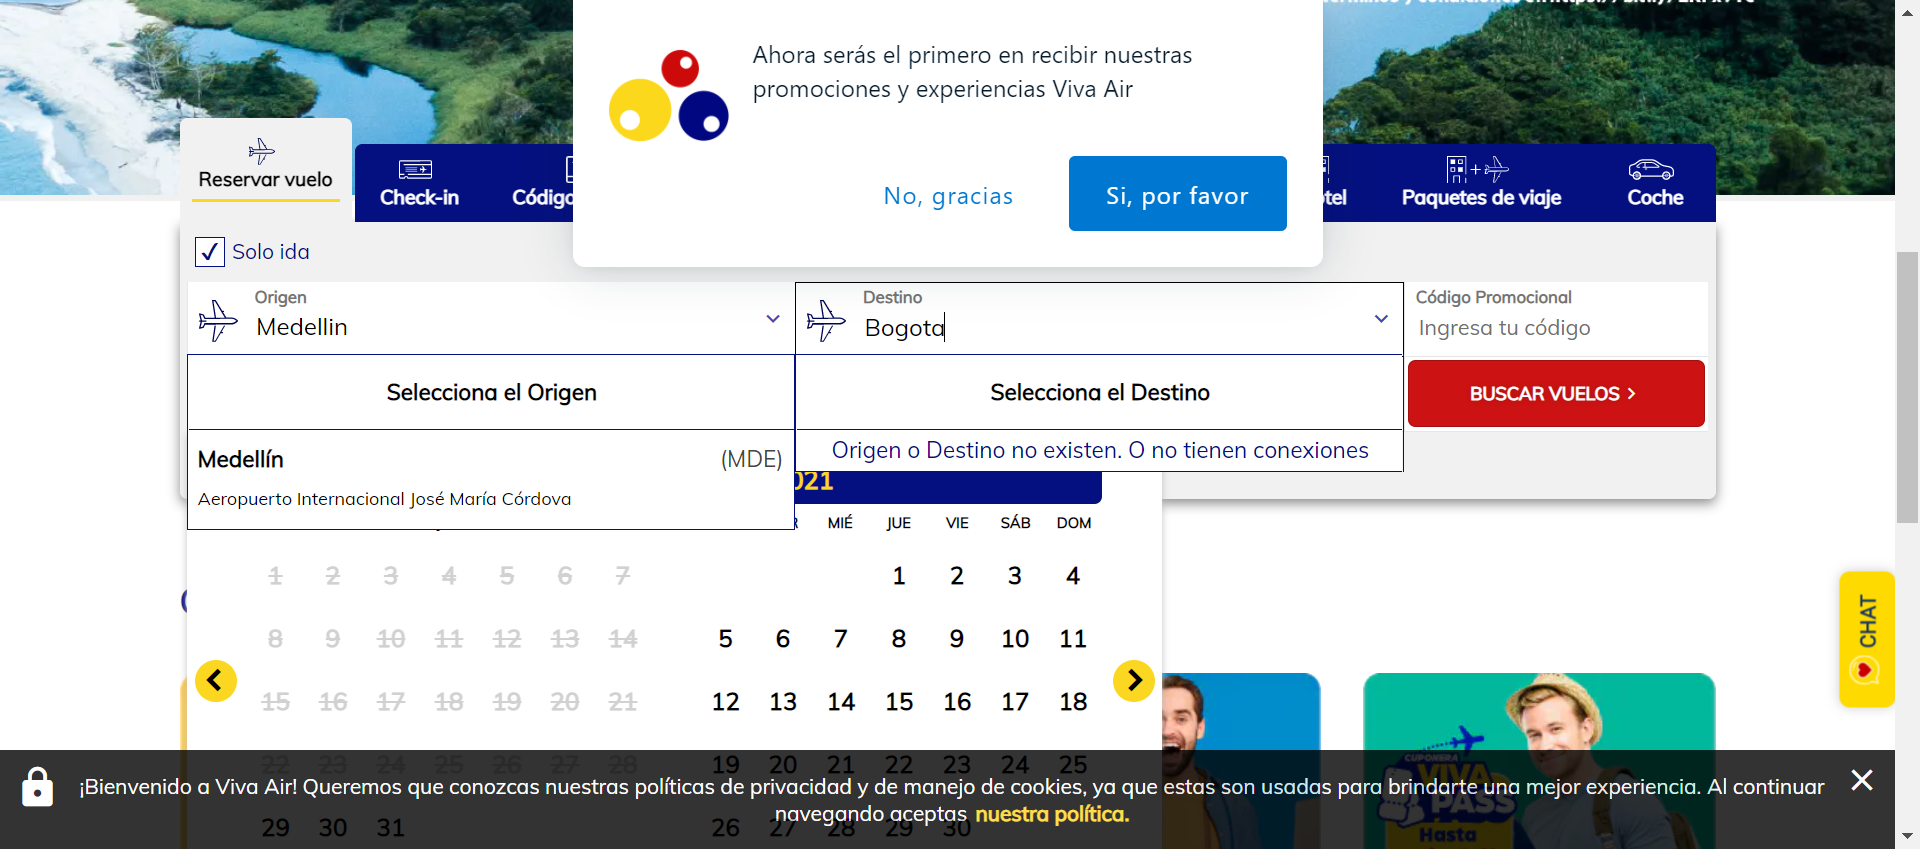 Ahora serás el primero en recibir nuestras
promociones y experiencias Viva Air
No, gracias
Si, por favor
Reservar vuelo
Check-in
Paquetes de viaje
Coche
Solo ida
Origen
Medellin
Destino
Bogota
Código Promocional
Ingresa tu código
Selecciona el Origen
Selecciona el Destino
BUSCAR VUELOS
Medellín (MDE)
Aeropuerto Internacional José María Córdova
Origen o Destino no existen. O no tienen conexiones
MIÉ JUE VIE SÁB DOM
1 2 3 4 5 6 7 1 2 3 4
8 9 10 11 12 13 14 5 6 7 8 9 10 11
15 16 17 18 19 20 21 12 13 14 15 16 17 18
22 23 24 25 26 27 28 19 20 21 22 23 24 25
29 30 31 26 27 28 29 30
CHAT
CUPONERA
VIVA
PASS
Hasta
¡Bienvenido a Viva Air! Queremos que conozcas nuestras políticas de privacidad y de manejo de cookies, ya que estas son usadas para brindarte una mejor experiencia. Al continuar
navegando aceptas nuestra política.